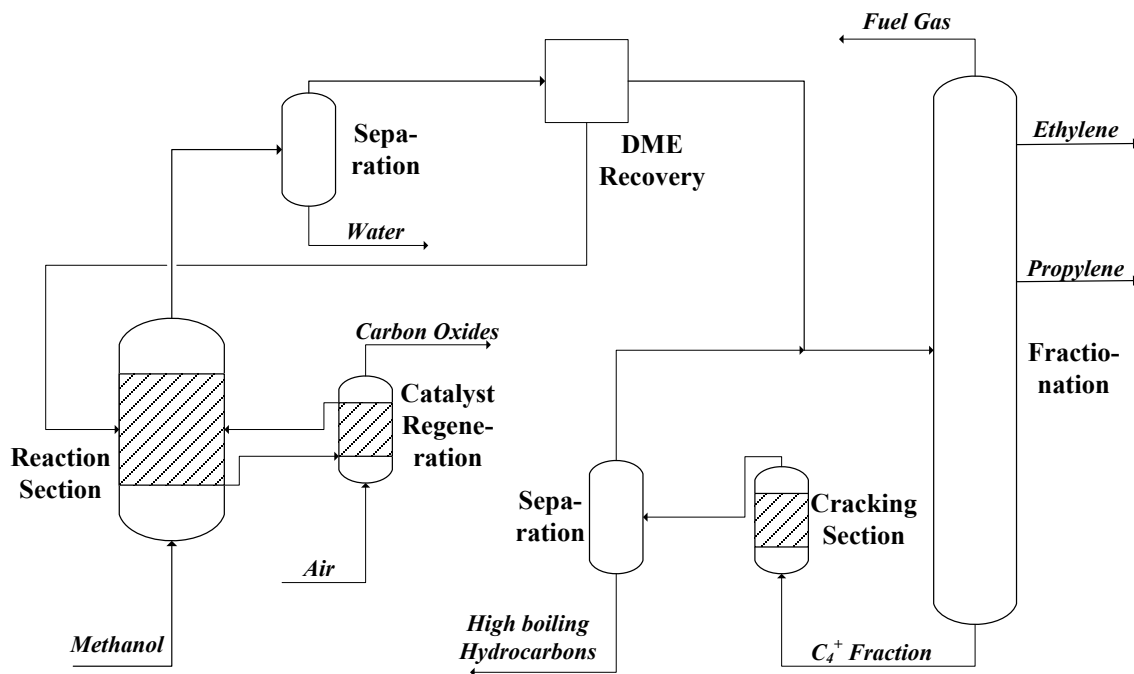 Fuel Gas
Sepa-
ration
DME
Recovery
Ethylene
Water
Propylene
Carbon Oxides
Catalyst
Regene-
ration
Fractio-
nation
Reaction
Section
Sepa-
ration
Cracking
Section
Air
Methanol
High boiling
Hydrocarbons
C₄⁺ Fraction